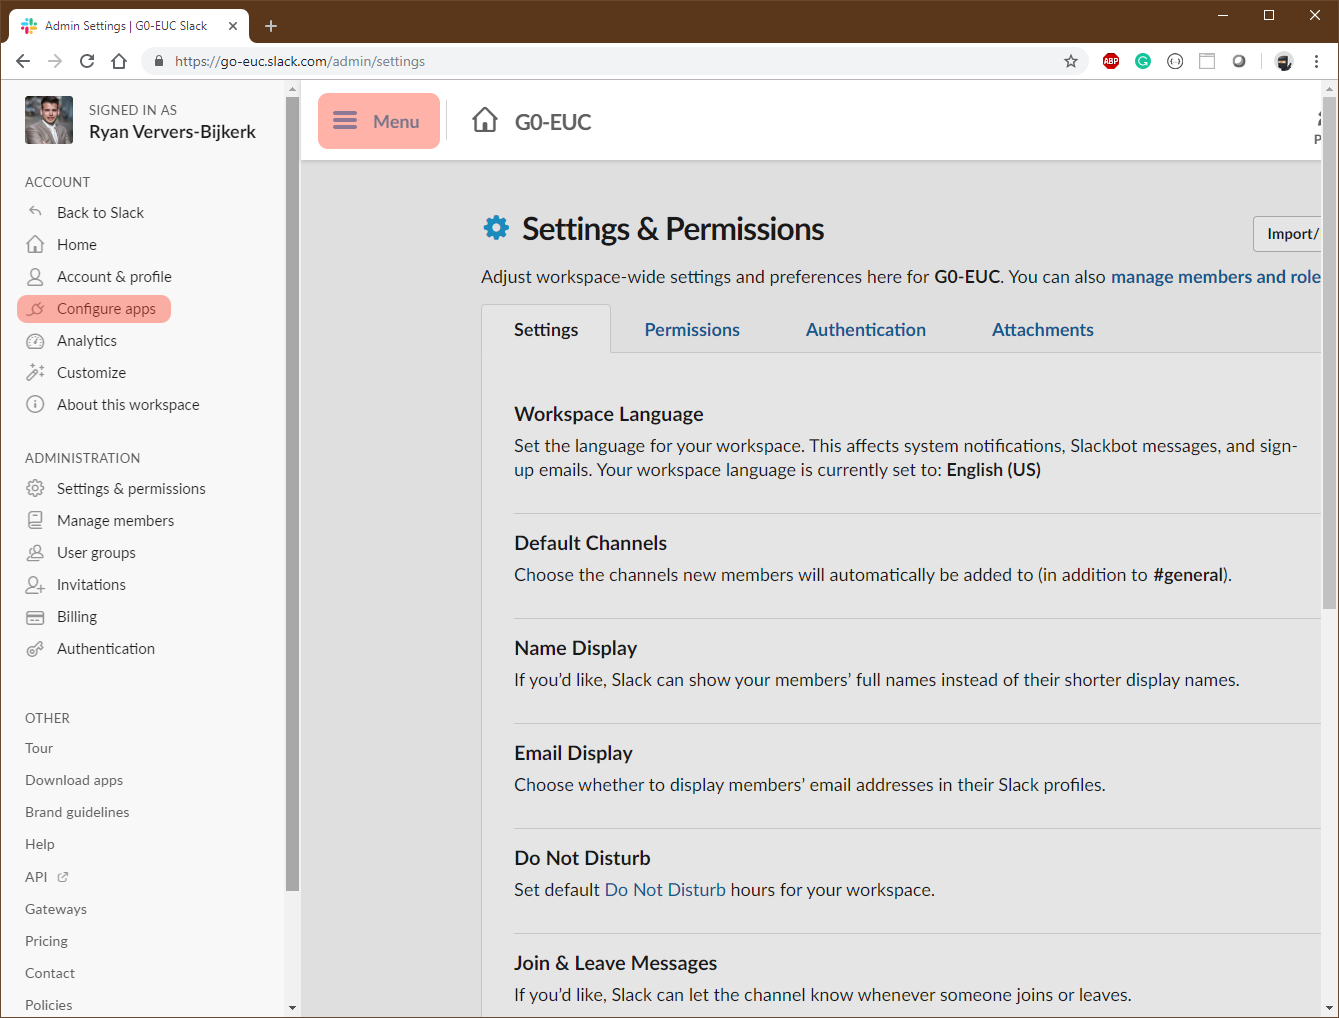 Admin Settings | G0-EUC Slack
https://go-euc.slack.com/admin/settings
ABP
SIGNED IN AS
Ryan Ververs-Bijkerk
ACCOUNT
Back to Slack
Home
Account & profile
Configure apps
Analytics
Customize
About this workspace
ADMINISTRATION
Settings & permissions
Manage members
User groups
Invitations
Billing
Authentication
OTHER
Tour
Download apps
Brand guidelines
Help
API
Gateways
Pricing
Contact
Policies
Menu
G0-EUC
Settings & Permissions
Import/
Adjust workspace-wide settings and preferences here for G0-EUC. You can also manage members and role
Settings
Permissions
Authentication
Attachments
Workspace Language
Set the language for your workspace. This affects system notifications, Slackbot messages, and sign-
up emails. Your workspace language is currently set to: English (US)
Default Channels
Choose the channels new members will automatically be added to (in addition to #general).
Name Display
If you’d like, Slack can show your members’ full names instead of their shorter display names.
Email Display
Choose whether to display members’ email addresses in their Slack profiles.
Do Not Disturb
Set default Do Not Disturb hours for your workspace.
Join & Leave Messages
If you’d like, Slack can let the channel know whenever someone joins or leaves.